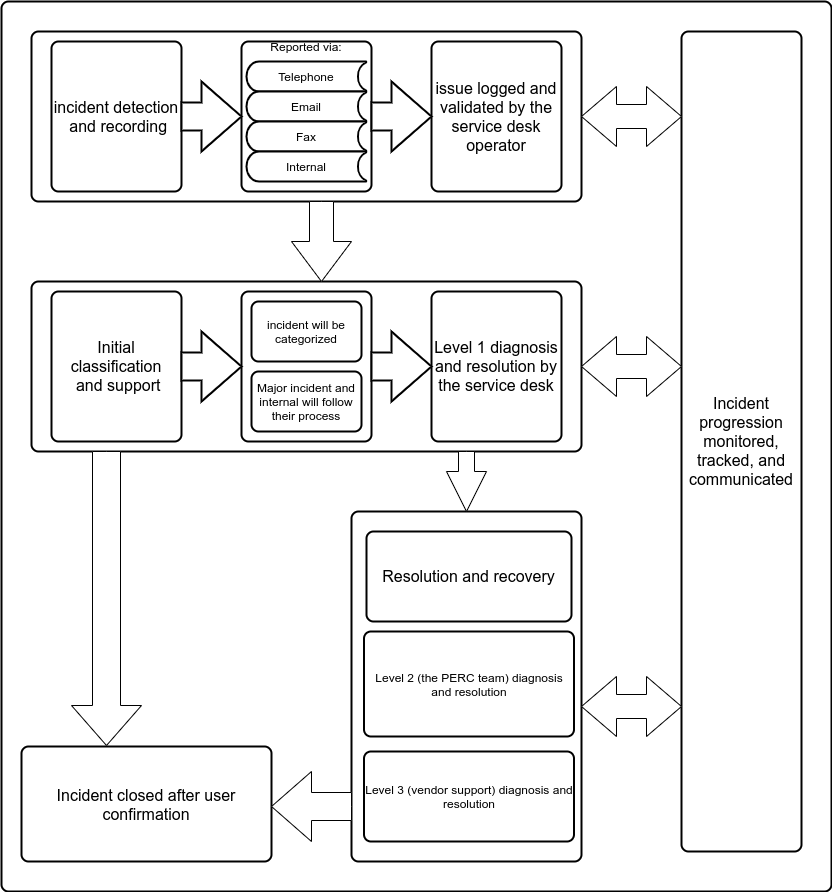 incident detection
and recording
Reported via:
Telephone
Email
Fax
Internal
issue logged and
validated by the
service desk
operator
Initial
classification
and support
incident will be
categorized
Major incident and
internal will follow
their process
Level 1 diagnosis
and resolution by
the service desk
Incident
progression
monitored,
tracked, and
communicated
Resolution and recovery
Level 2 (the PERC team) diagnosis
and resolution
Level 3 (vendor support) diagnosis and
resolution
Incident closed after user
confirmation